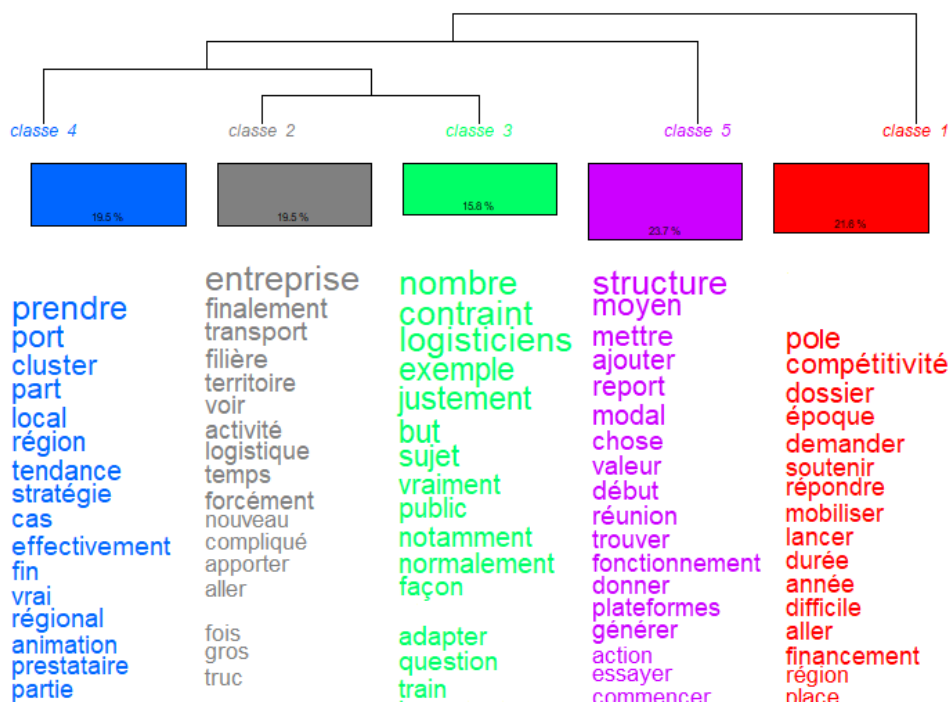 classe 4
classe 2
classe 3
classe 5
classe 1
19.5 %
19.5 %
15.8 %
23.7 %
21.6 %
prendre
port
cluster
part
local
région
tendance
stratégie
cas
effectivement
fin
vrai
régional
animation
prestataire
partie
entreprise
finalement
transport
filière
territoire
voir
activité
logistique
temps
forcément
nouveau
compliqué
apporter
aller
fois
gros
truc
nombre
contraint
logisticiens
exemple
justement
but
sujet
vraiment
public
notamment
normalement
façon
adapter
question
train
structure
moyen
mettre
ajouter
report
modal
chose
valeur
début
réunion
trouver
fonctionnement
donner
plateformes
générer
action
essayer
commencer
pole
compétitivité
dossier
époque
demander
soutenir
répondre
mobiliser
lancer
durée
année
difficile
aller
financement
région
place